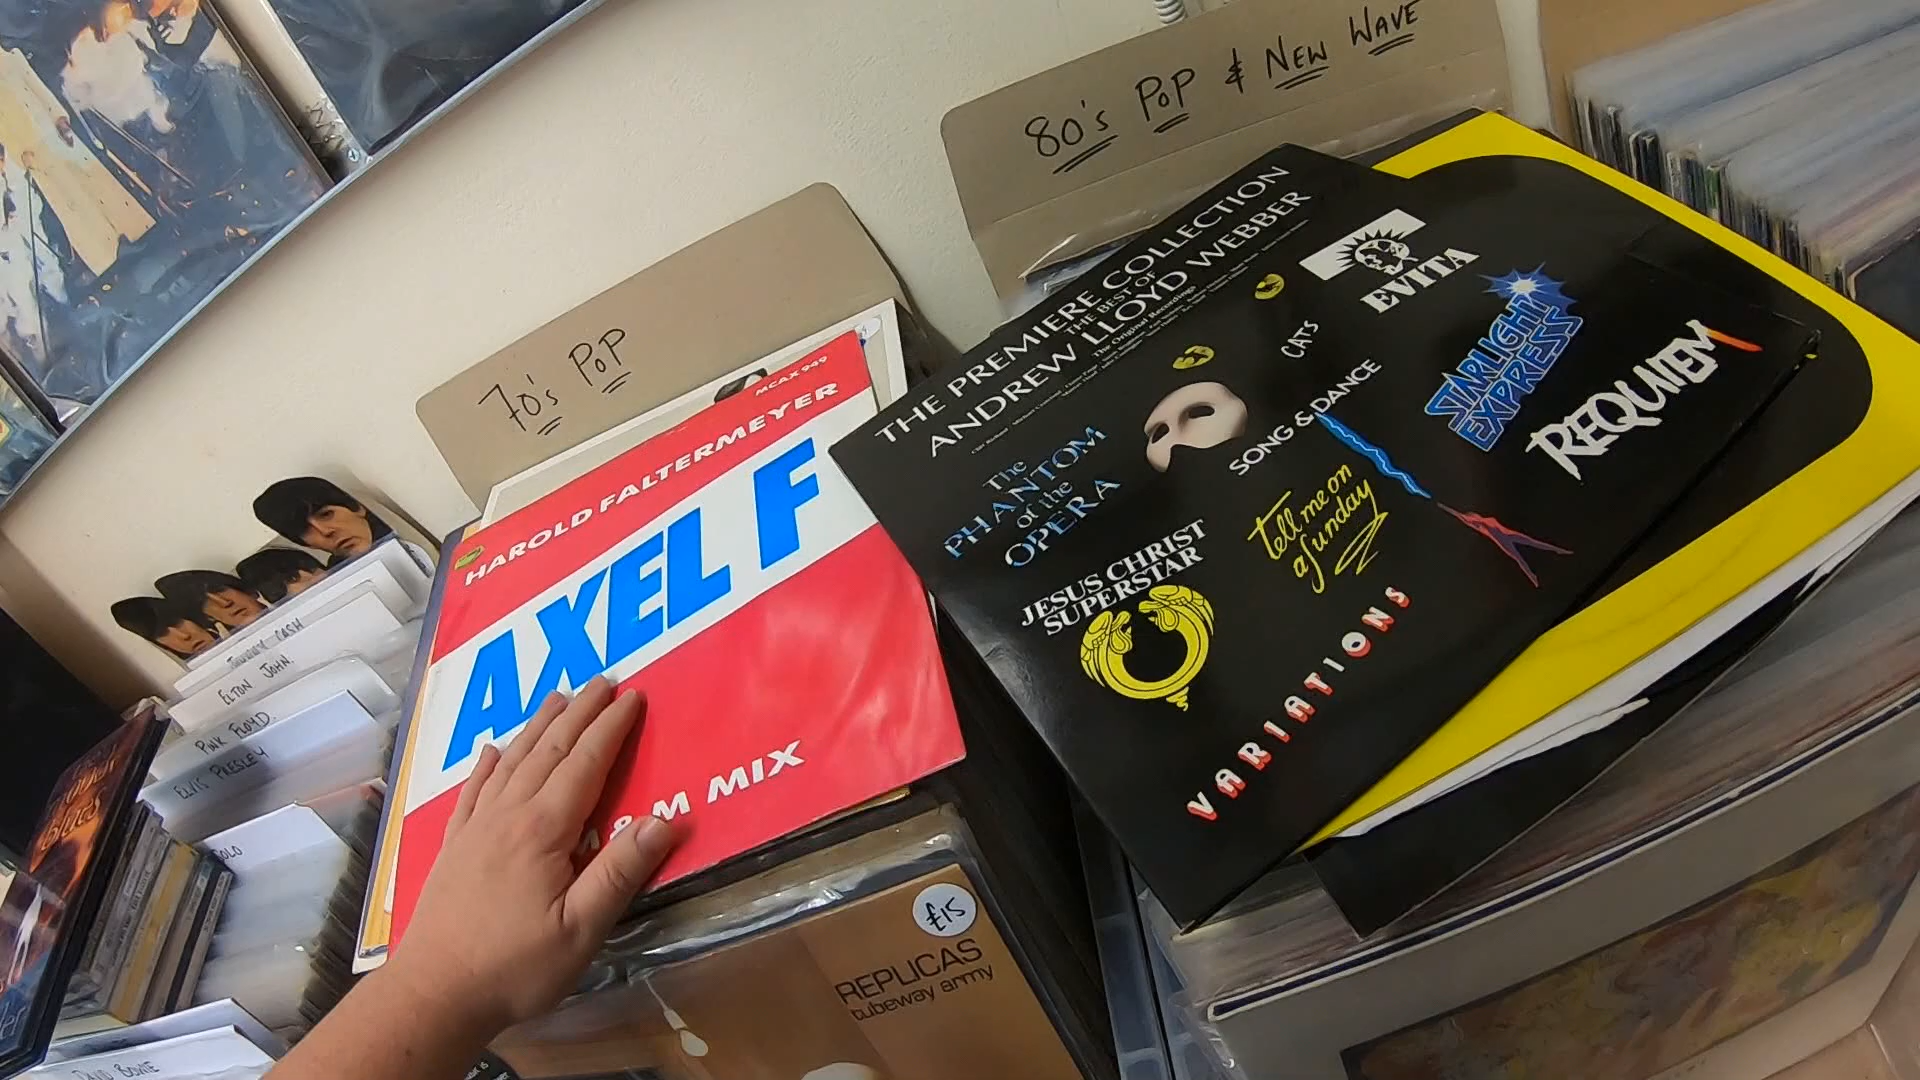 80's POP & NEW WAVE
70's POP
MCAX 949
HAROLD FALTERMEYER
AXEL F
M & M MIX
THE PREMIERE COLLECTION
THE BEST OF
ANDREW LLOYD WEBBER
The Original Recordings
EVITA
CATS
STARLIGHT
EXPRESS
The
PHANTOM
of the
OPERA
SONG & DANCE
REQUIEM
Tell me on
a Sunday
JESUS CHRIST
SUPERSTAR
VARIATIONS
JOHNNY CASH
ELTON JOHN.
PINK FLOYD.
ELVIS PRESLEY
SOLO
blues
£15
REPLICAS
tubeway army
DAVID BOWIE